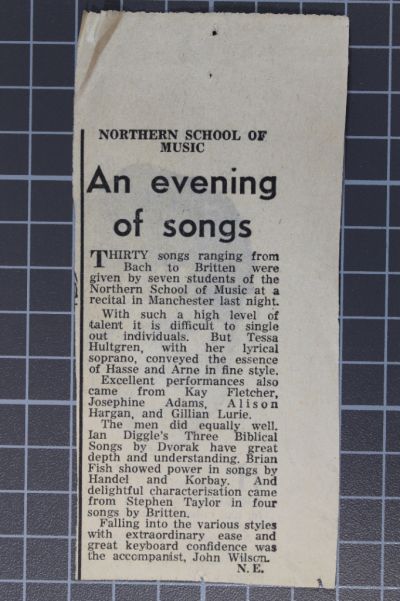 NORTHERN SCHOOL OF
MUSIC
An evening
of songs
THIRTY songs ranging from
Bach to Britten were
given by seven students of the
Northern School of Music at a
recital in Manchester last night.
With such a high level of
talent it is difficult to single
out individuals. But Tessa
Hultgren, with her lyrical
soprano, conveyed the essence
of Hasse and Arne in fine style.
Excellent performances also
came from Kay Fletcher,
Josephine Adams, Alison
Hargan, and Gillian Lurie.
The men did equally well.
Ian Diggle's Three Biblical
Songs by Dvorak have great
depth and understanding. Brian
Fish showed power in songs by
Handel and Korbay. And
delightful characterisation came
from Stephen Taylor in four
songs by Britten.
Falling into the various styles
with extraordinary ease and
great keyboard confidence was
the accompanist, John Wilson.
N. E.